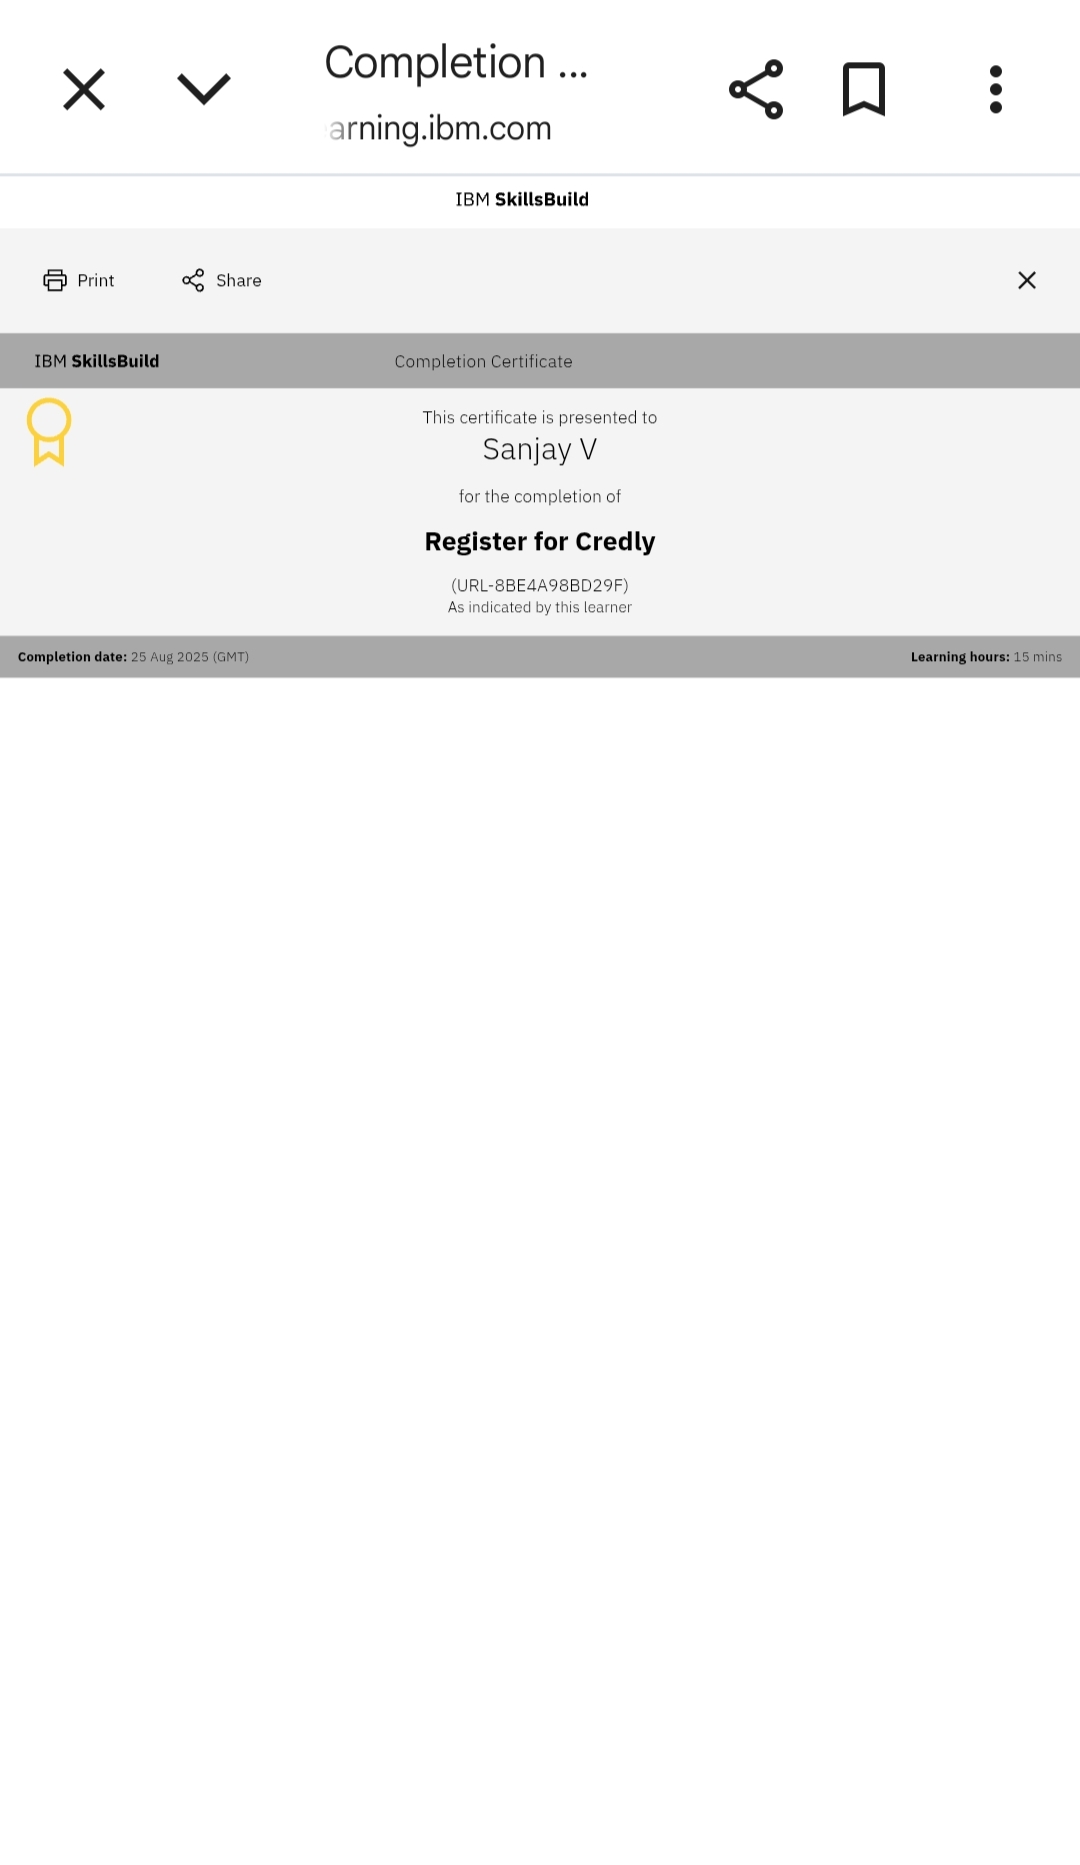 Completion ...
arning.ibm.com
IBM SkillsBuild
Print Share
IBM SkillsBuild Completion Certificate
This certificate is presented to
Sanjay V
for the completion of
Register for Credly
(URL-8BE4A98BD29F)
As indicated by this learner
Completion date: 25 Aug 2025 (GMT) Learning hours: 15 mins